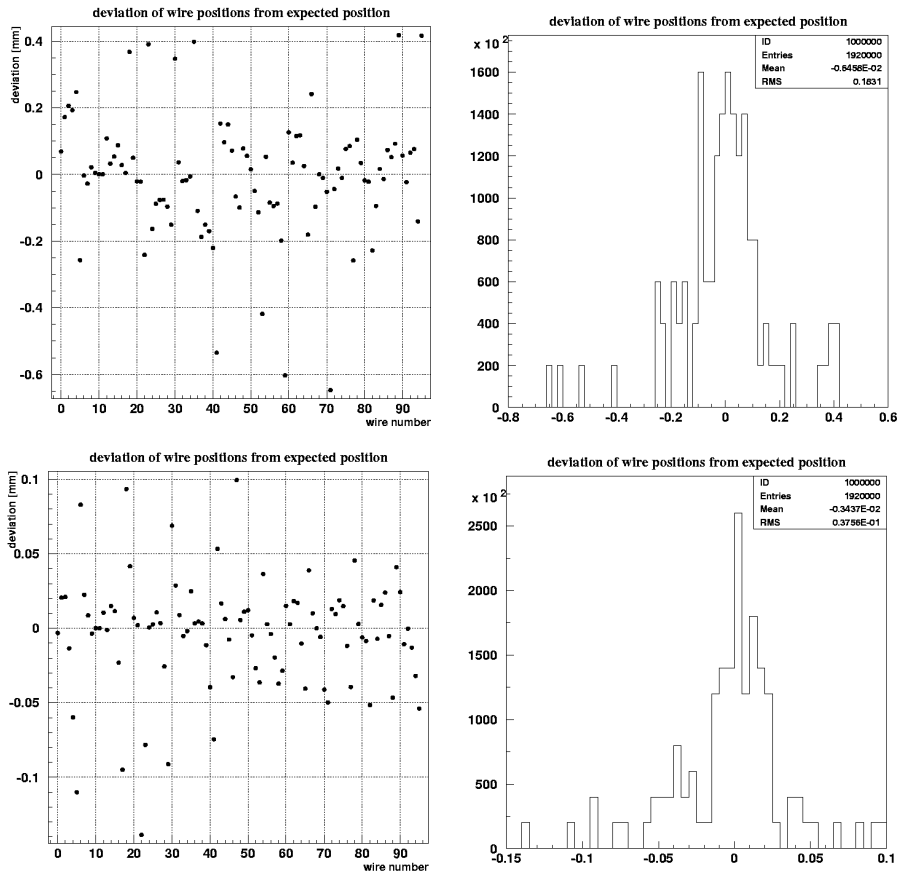 deviation of wire positions from expected position
deviation [mm]
0.4
0.2
0
-0.2
-0.4
-0.6
0 10 20 30 40 50 60 70 80 90
wire number
deviation of wire positions from expected position
x 10 2
ID 1000000
Entries 1920000
Mean -0.6458E-02
RMS 0.1831
1600
1400
1200
1000
800
600
400
200
0
-0.8 -0.6 -0.4 -0.2 0 0.2 0.4 0.6
deviation of wire positions from expected position
deviation [mm]
0.1
0.05
0
-0.05
-0.1
0 10 20 30 40 50 60 70 80 90
wire number
deviation of wire positions from expected position
x 10 2
ID 1000000
Entries 1920000
Mean -0.3437E-02
RMS 0.3756E-01
2500
2000
1500
1000
500
0
-0.15 -0.1 -0.05 0 0.05 0.1